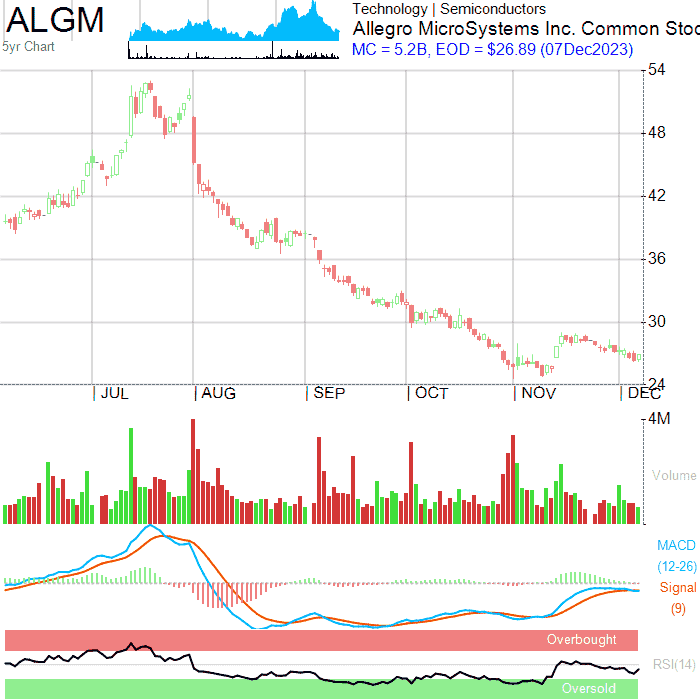 ALGM
5yr Chart
Technology | Semiconductors
Allegro MicroSystems Inc. Common Stoc
MC = 5.2B, EOD = $26.89 (07Dec2023)
54
48
42
36
30
24
JUL AUG SEP OCT NOV DEC
4M
Volume
MACD
(12-26)
Signal
(9)
Overbought
RSI(14)
Oversold